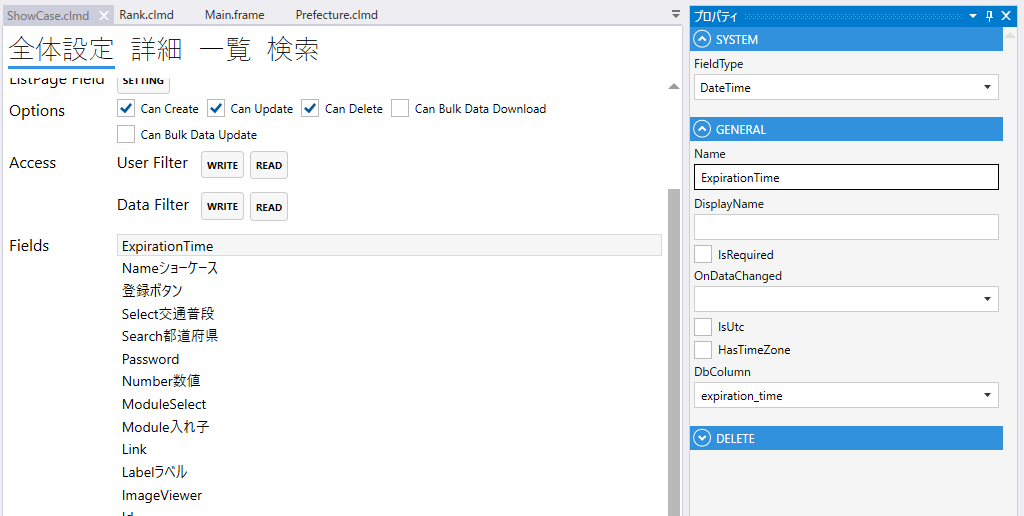 ShowCase.clmd
Rank.clmd
Main.frame
Prefecture.clmd
全体設定 詳細 一覧 検索
ListPage Field SETTING
Options Can Create Can Update Can Delete Can Bulk Data Download
Can Bulk Data Update
Access User Filter WRITE READ
Data Filter WRITE READ
Fields ExpirationTime
Nameショーケース
登録ボタン
Select交通普段
Search都道府県
Password
Number数値
ModuleSelect
Module入れ子
Link
Labelラベル
ImageViewer
Id
プロパティ
SYSTEM
FieldType
DateTime
GENERAL
Name
ExpirationTime
DisplayName
IsRequired
OnDataChanged
IsUtc
HasTimeZone
DbColumn
expiration_time
DELETE